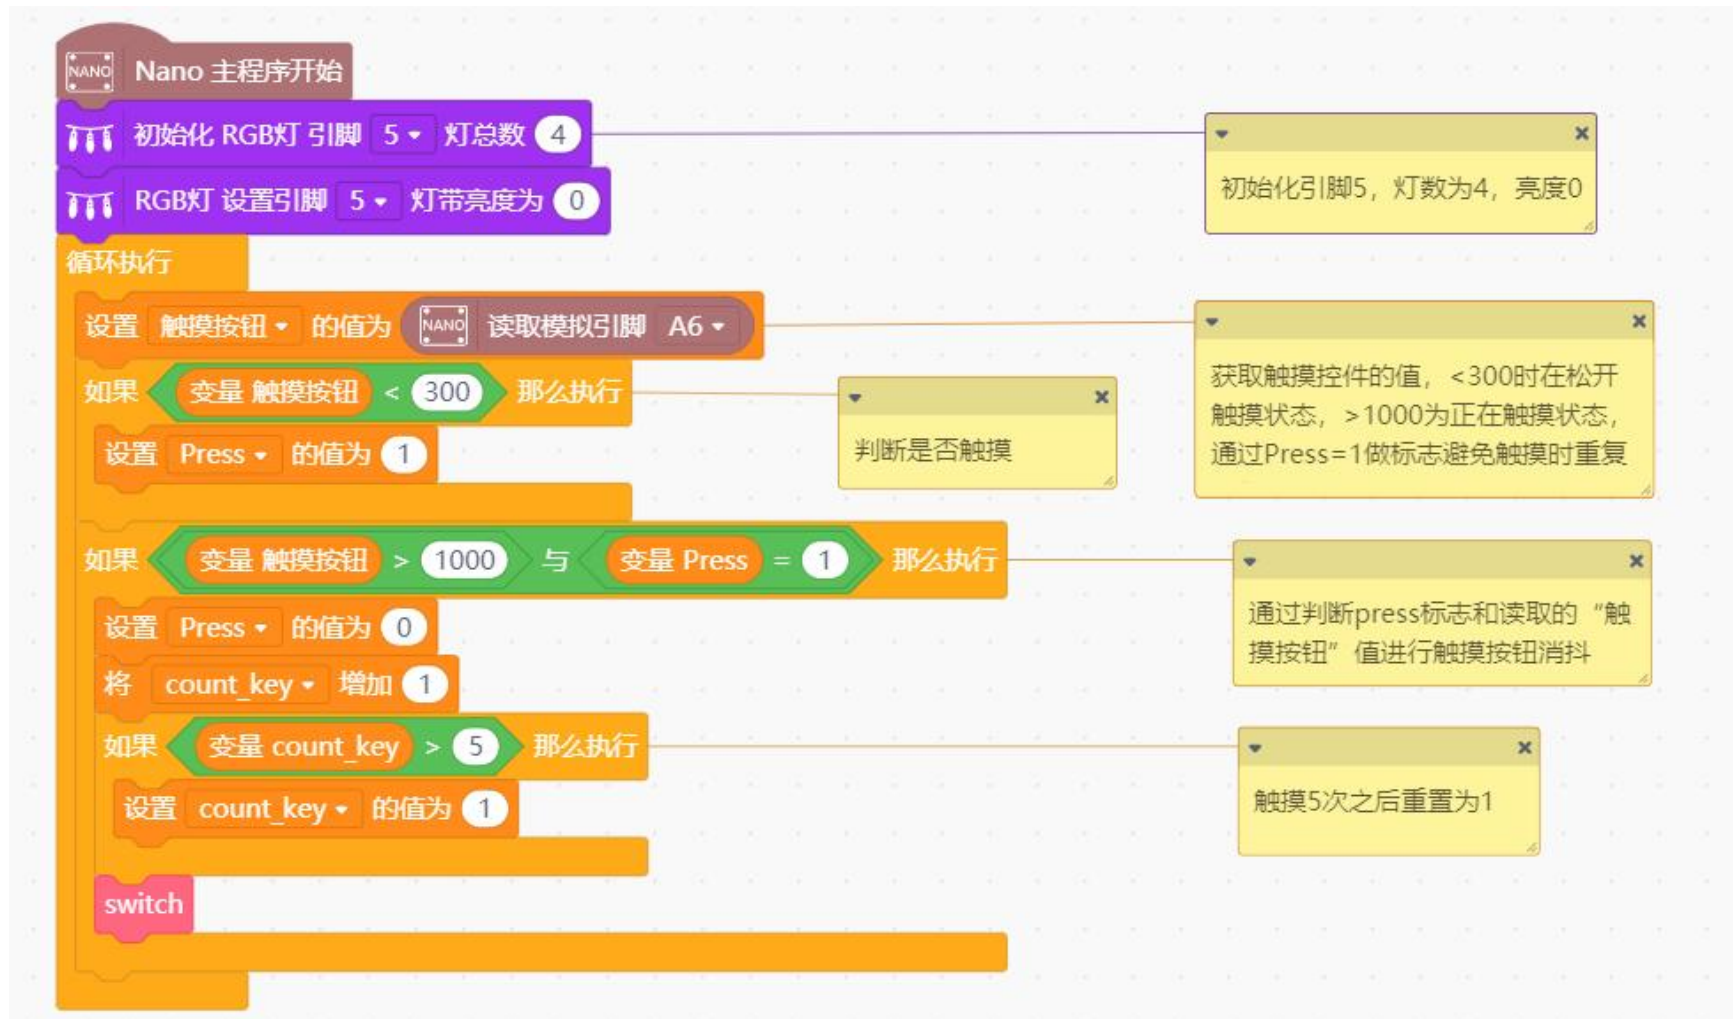 NANO Nano 主程序开始
初始化 RGB灯 引脚 5 灯总数 4
初始化引脚5，灯数为4，亮度0
RGB灯 设置引脚 5 灯带亮度为 0
循环执行
设置 触摸按钮 的值为 NANO 读取模拟引脚 A6
获取触摸控件的值，<300时在松开
触摸状态，>1000为正在触摸状态，
通过Press=1做标志避免触摸时重复
如果 变量 触摸按钮 < 300 那么执行
判断是否触摸
设置 Press 的值为 1
如果 变量 触摸按钮 > 1000 与 变量 Press = 1 那么执行
通过判断press标志和读取的“触
摸按钮”值进行触摸按钮消抖
设置 Press 的值为 0
将 count_key 增加 1
如果 变量 count_key > 5 那么执行
触摸5次之后重置为1
设置 count_key 的值为 1
switch